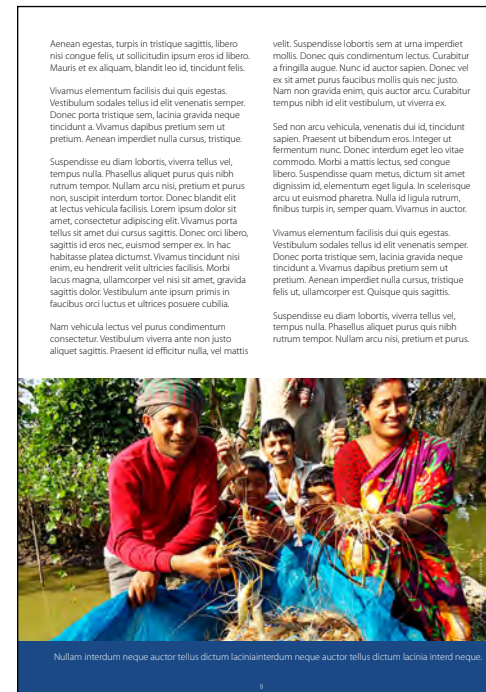 Aenean egestas, turpis in tristique sagittis, libero
nisi congue felis, ut sollicitudin ipsum eros id libero.
Mauris et ex aliquam, blandit leo id, tincidunt felis.
Vivamus elementum facilisis dui quis egestas.
Vestibulum sodales tellus id elit venenatis semper.
Donec porta tristique sem, lacinia gravida neque
tincidunt a. Vivamus dapibus pretium sem ut
pretium. Aenean imperdiet nulla cursus, tristique.
Suspendisse eu diam lobortis, viverra tellus vel,
tempus nulla. Phasellus aliquet purus quis nibh
rutrum tempor. Nullam arcu nisi, pretium et purus
non, suscipit interdum tortor. Donec blandit elit
at lectus vehicula facilisis. Lorem ipsum dolor sit
amet, consectetur adipiscing elit. Vivamus porta
tellus sit amet dui cursus sagittis. Donec orci libero,
sagittis id eros nec, euismod semper ex. In hac
habitasse platea dictumst. Vivamus tincidunt nisi
enim, eu hendrerit velit ultricies facilisis. Morbi
lacus magna, ullamcorper vel nisi sit amet, gravida
sagittis dolor. Vestibulum ante ipsum primis in
faucibus orci luctus et ultrices posuere cubilia.
Nam vehicula lectus vel purus condimentum
consectetur. Vestibulum viverra ante non justo
aliquet sagittis. Praesent id efficitur nulla, vel mattis
velit. Suspendisse lobortis sem at urna imperdiet
mollis. Donec quis condimentum lectus. Curabitur
a fringilla augue. Nunc id auctor sapien. Donec vel
ex sit amet purus faucibus mollis quis nec justo.
Nam non gravida enim, quis auctor arcu. Curabitur
tempus nibh id elit vestibulum, ut viverra ex.
Sed non arcu vehicula, venenatis dui id, tincidunt
sapien. Praesent ut bibendum eros. Integer ut
fermentum nunc. Donec interdum eget leo vitae
commodo. Morbi a mattis lectus, sed congue
libero. Suspendisse quam metus, dictum sit amet
dignissim id, elementum eget ligula. In scelerisque
arcu ut euismod pharetra. Nulla id ligula rutrum,
finibus turpis in, semper quam. Vivamus in auctor.
Vivamus elementum facilisis dui quis egestas.
Vestibulum sodales tellus id elit venenatis semper.
Donec porta tristique sem, lacinia gravida neque
tincidunt a. Vivamus dapibus pretium sem ut
pretium. Aenean imperdiet nulla cursus, tristique
felis ut, ullamcorper est. Quisque quis sagittis.
Suspendisse eu diam lobortis, viverra tellus vel,
tempus nulla. Phasellus aliquet purus quis nibh
rutrum tempor. Nullam arcu nisi, pretium et purus.
Nullam interdum neque auctor tellus dictum laciniainterdum neque auctor tellus dictum lacinia interd neque.
9